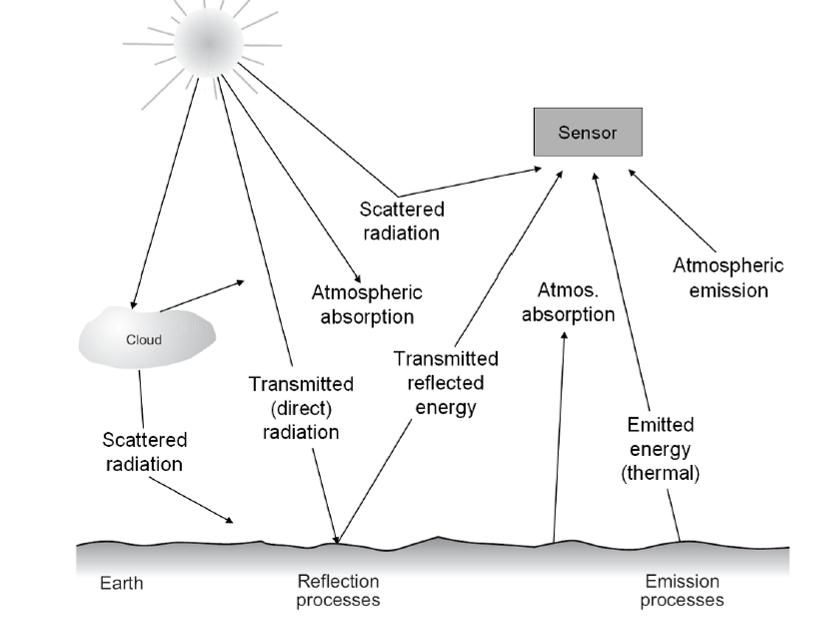 Sensor
Scattered
radiation
Atmospheric
absorption
Atmos.
absorption
Atmospheric
emission
Cloud
Transmitted
(direct)
radiation
Transmitted
reflected
energy
Scattered
radiation
Emitted
energy
(thermal)
Earth
Reflection
processes
Emission
processes